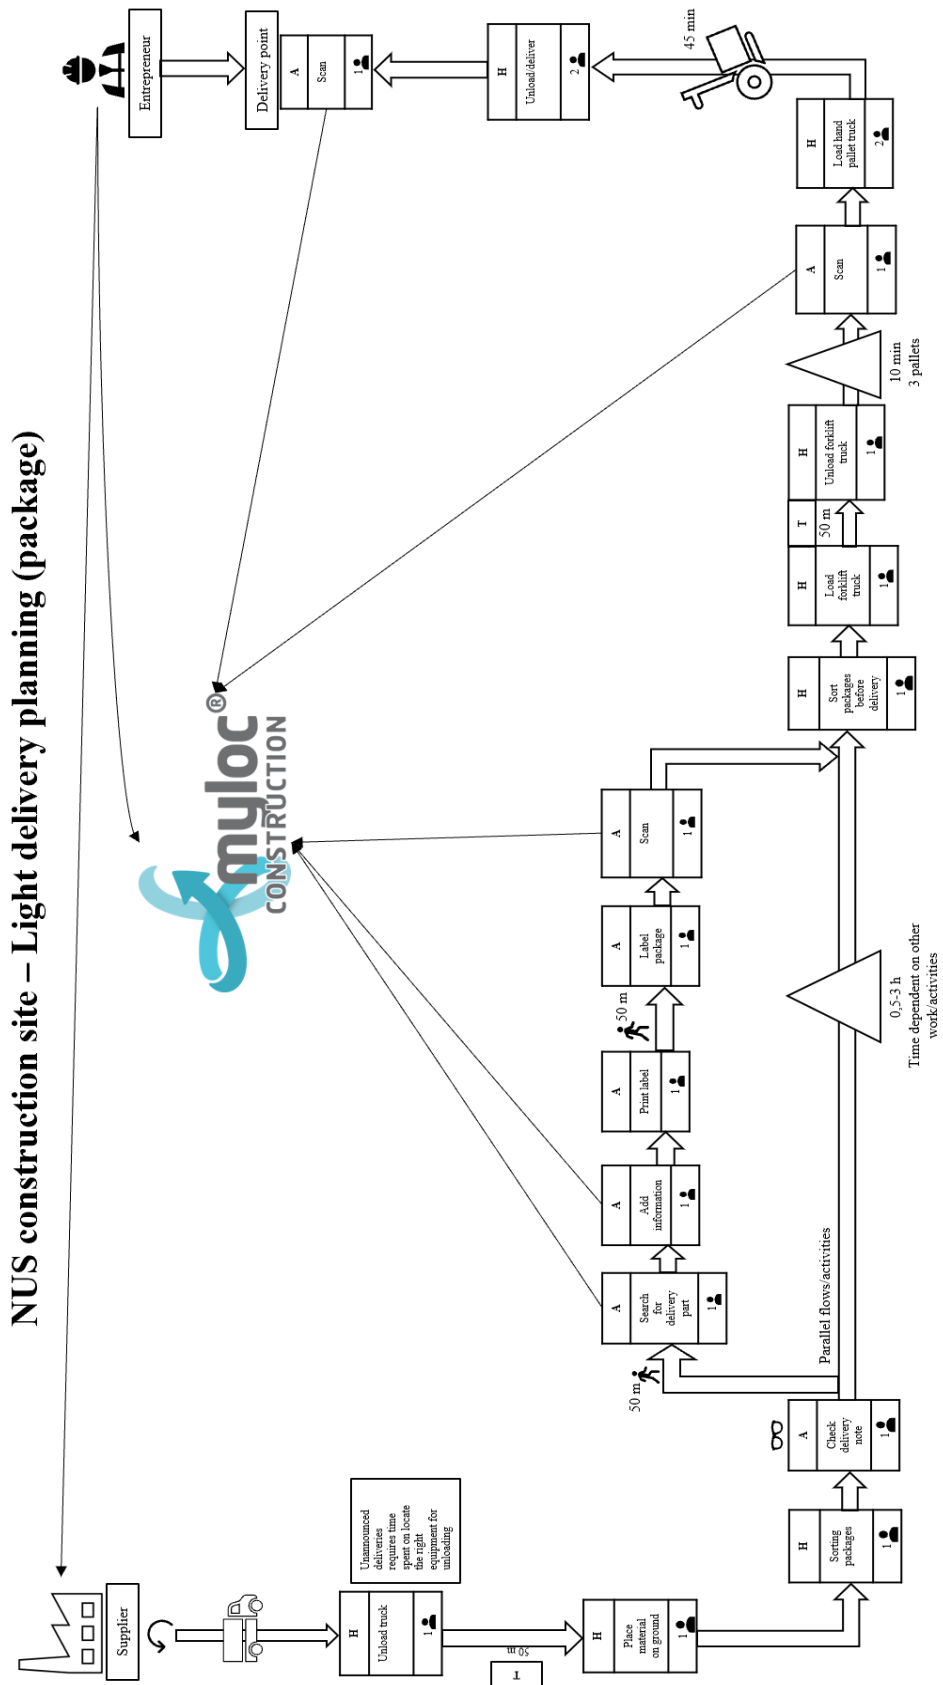 NUS construction site – Light delivery planning (package)
Supplier
Unannounced
deliveries
requires time
spent on locate
the right
equipment for
unloading
H
Unload truck
1
T
50 m
H
Place
material
on ground
1
H
Sorting
packages
1
A
Check
delivery
note
1
Parallel flows/activities
50 m
A
Search
for
delivery
part
1
A
Add
information
1
A
Print label
1
50 m
A
Label
package
1
A
Scan
1
0,5-3 h
Time dependent on other
work/activities
myloc®
CONSTRUCTION
H
Sort
packages
before
delivery
1
H
Load
forklift
truck
1
T
50 m
H
Unload forklift
truck
1
10 min
3 pallets
A
Scan
1
H
Load hand
pallet truck
2
45 min
H
Unload/deliver
2
A
Scan
1
Delivery point
Entrepreneur